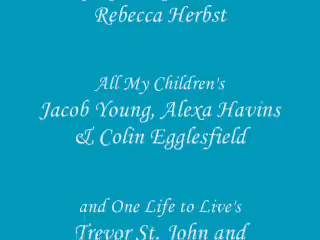 Rebecca Herbst
All My Children's
Jacob Young, Alexa Havins
& Colin Egglesfield
and One Life to Live's
Trevor St. John and